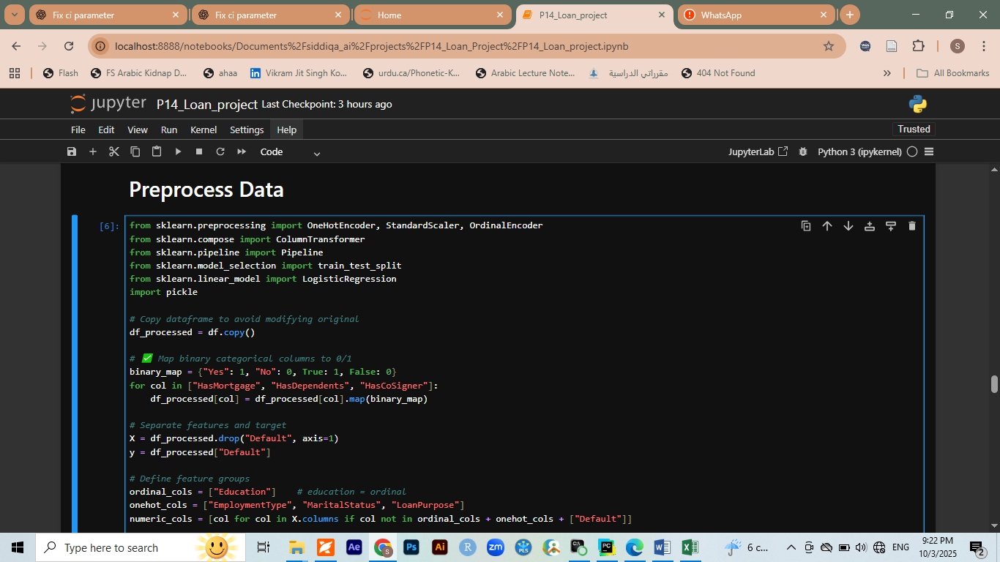 Fix ci parameter
Fix ci parameter
Home
P14_Loan_project
WhatsApp
localhost:8888/notebooks/Documents%2Fsiddiqa_ai%2Fprojects%2FP14_Loan_Project%2FP14_Loan_project.ipynb
S
Flash
FS Arabic Kidnap D...
ahaa
Vikram Jit Singh Ko...
urdu.ca/Phonetic-K...
Arabic Lecture Note...
مقرراتي الدراسية
404 Not Found
All Bookmarks
jupyter P14_Loan_project Last Checkpoint: 3 hours ago
File Edit View Run Kernel Settings Help
Trusted
Code
JupyterLab
Python 3 (ipykernel)
Preprocess Data
[6]:
from sklearn.preprocessing import OneHotEncoder, StandardScaler, OrdinalEncoder
from sklearn.compose import ColumnTransformer
from sklearn.pipeline import Pipeline
from sklearn.model_selection import train_test_split
from sklearn.linear_model import LogisticRegression
import pickle
# Copy dataframe to avoid modifying original
df_processed = df.copy()
# ✅ Map binary categorical columns to 0/1
binary_map = {"Yes": 1, "No": 0, True: 1, False: 0}
for col in ["HasMortgage", "HasDependents", "HasCoSigner"]:
    df_processed[col] = df_processed[col].map(binary_map)
# Separate features and target
X = df_processed.drop("Default", axis=1)
y = df_processed["Default"]
# Define feature groups
ordinal_cols = ["Education"]    # education = ordinal
onehot_cols = ["EmploymentType", "MaritalStatus", "LoanPurpose"]
numeric_cols = [col for col in X.columns if col not in ordinal_cols + onehot_cols + ["Default"]]
Type here to search
Ae
Ps
Ai
R
zm
PLS
PC
W
X
6 c...
ENG
9:22 PM
10/3/2025
2